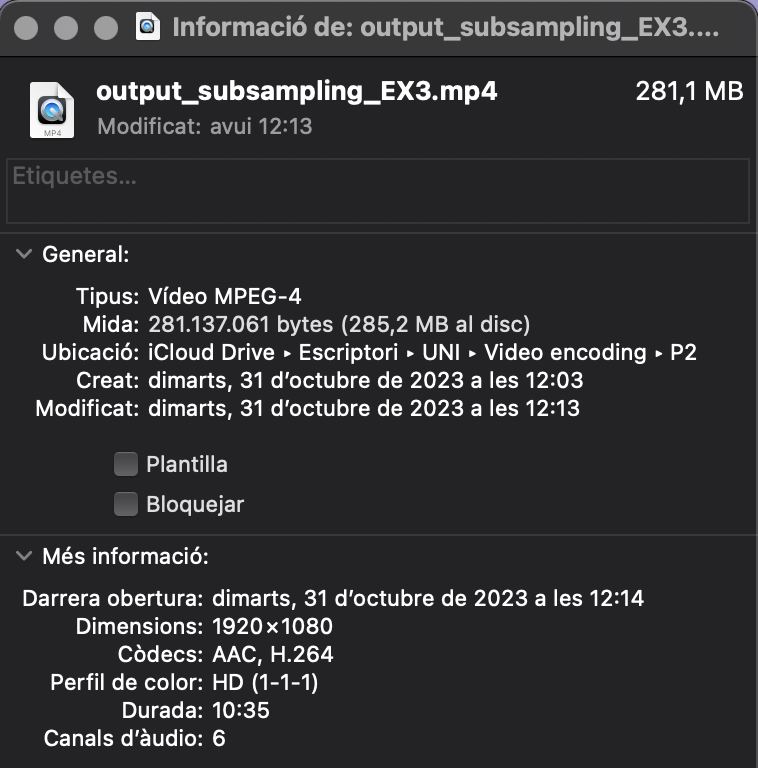 Informació de: output_subsampling_EX3....
output_subsampling_EX3.mp4 281,1 MB
MP4
Modificat: avui 12:13
Etiquetes...
General:
Tipus: Vídeo MPEG-4
Mida: 281.137.061 bytes (285,2 MB al disc)
Ubicació: iCloud Drive ▸ Escriptori ▸ UNI ▸ Video encoding ▸ P2
Creat: dimarts, 31 d’octubre de 2023 a les 12:03
Modificat: dimarts, 31 d’octubre de 2023 a les 12:13
Plantilla
Bloquejar
Més informació:
Darrera obertura: dimarts, 31 d’octubre de 2023 a les 12:14
Dimensions: 1920×1080
Còdecs: AAC, H.264
Perfil de color: HD (1-1-1)
Durada: 10:35
Canals d’àudio: 6